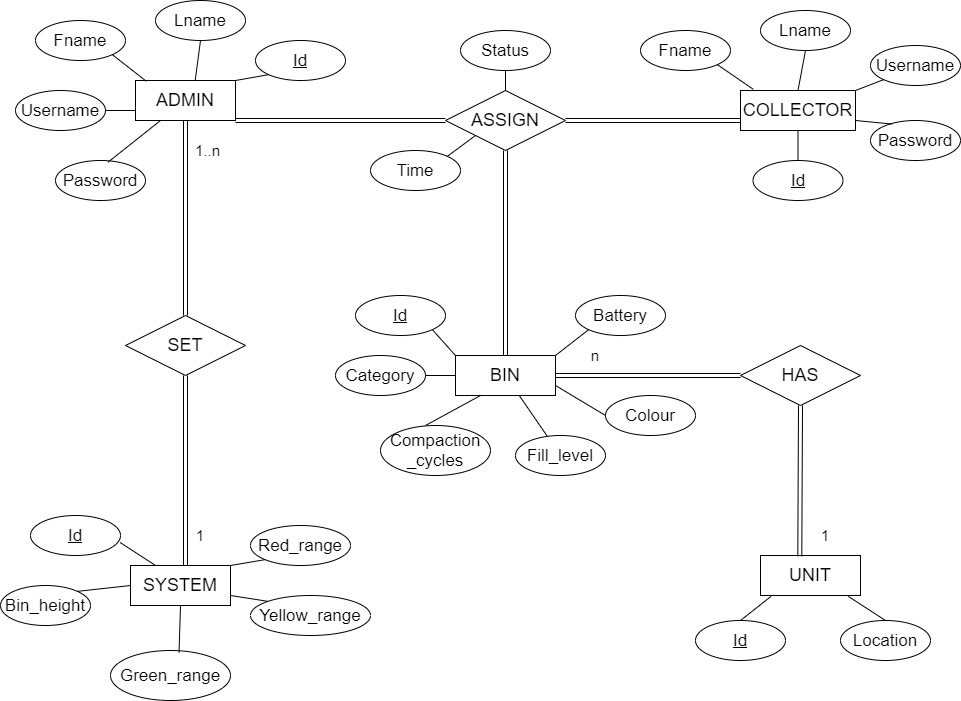 Lname
Fname
Id
Username
ADMIN
Password
1..n
Status
ASSIGN
Time
Lname
Fname
Username
COLLECTOR
Password
Id
SET
Id
Battery
Category
BIN
n
Colour
Compaction
_cycles
Fill_level
HAS
1
Id
Red_range
SYSTEM
Bin_height
Yellow_range
Green_range
1
UNIT
Id
Location